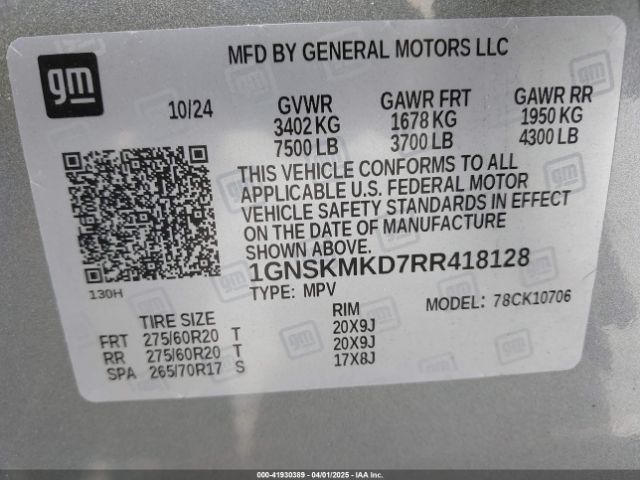 gm
MFD BY GENERAL MOTORS LLC
10/24
GVWR GAWR FRT GAWR RR
3402 KG 1678 KG 1950 KG
7500 LB 3700 LB 4300 LB
THIS VEHICLE CONFORMS TO ALL
APPLICABLE U.S. FEDERAL MOTOR
VEHICLE SAFETY STANDARDS IN EFFECT
ON THE DATE OF MANUFACTURE
SHOWN ABOVE.
1GNSKMKD7RR418128
130H
TYPE: MPV MODEL: 78CK10706
TIRE SIZE RIM
FRT 275/60R20 T 20X9J
RR 275/60R20 T 20X9J
SPA 265/70R17 S 17X8J
000-41930389 - 04/01/2025 - IAAI.COM COPART